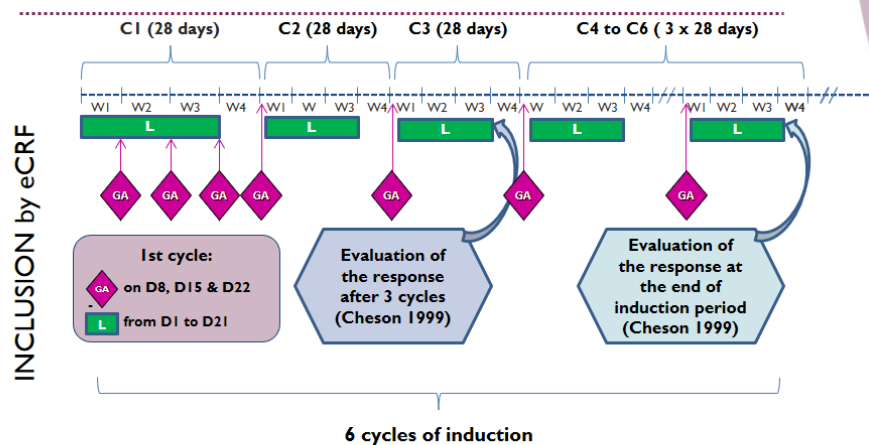 C1 (28 days)
C2 (28 days)
C3 (28 days)
C4 to C6 ( 3 x 28 days)
W1 W2 W3 W4 W1 W W3 W4 W1 W2 W3 W4 W W2 W3 W4 W1 W2 W3 W4
L L L L L
GA GA GA GA GA GA GA
INCLUSION by eCRF
1st cycle:
GA on D8, D15 & D22
-
L from D1 to D21
Evaluation of
the response
after 3 cycles
(Cheson 1999)
Evaluation of
the response at
the end of
induction period
(Cheson 1999)
6 cycles of induction